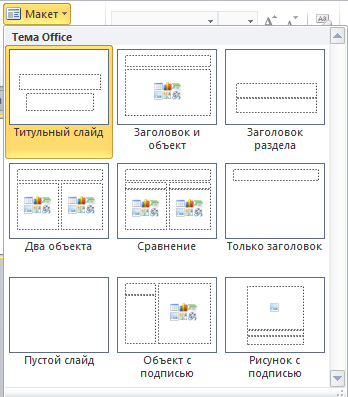 Макет
Тема Office
Титульный слайд
Заголовок и
объект
Заголовок
раздела
Два объекта
Сравнение
Только заголовок
Пустой слайд
Объект с
подписью
Рисунок с
подписью